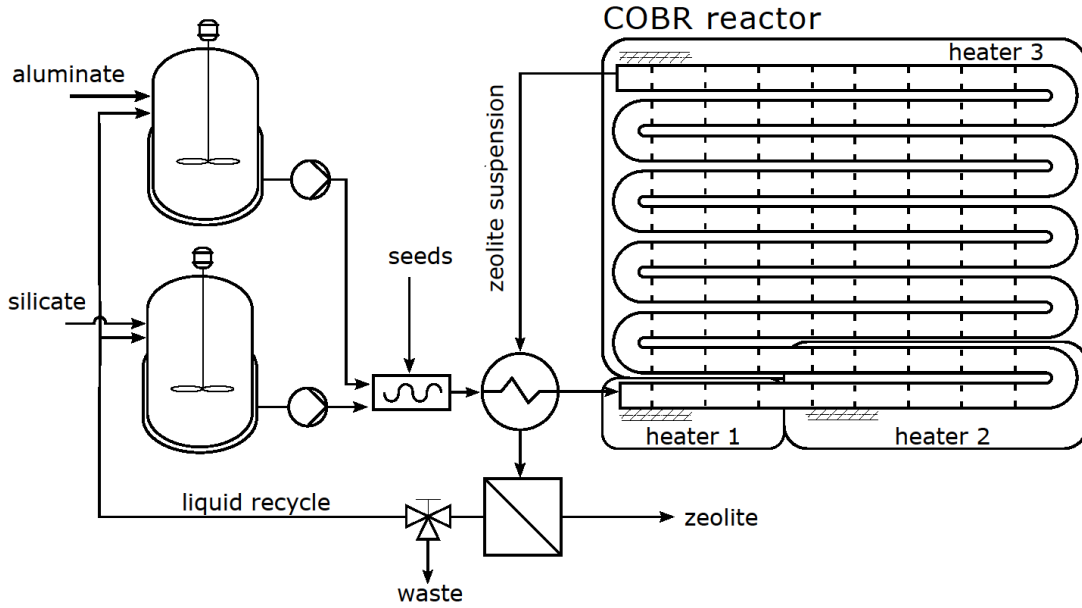 COBR reactor
heater 3
aluminate
zeolite suspension
seeds
silicate
heater 1
heater 2
liquid recycle
zeolite
waste